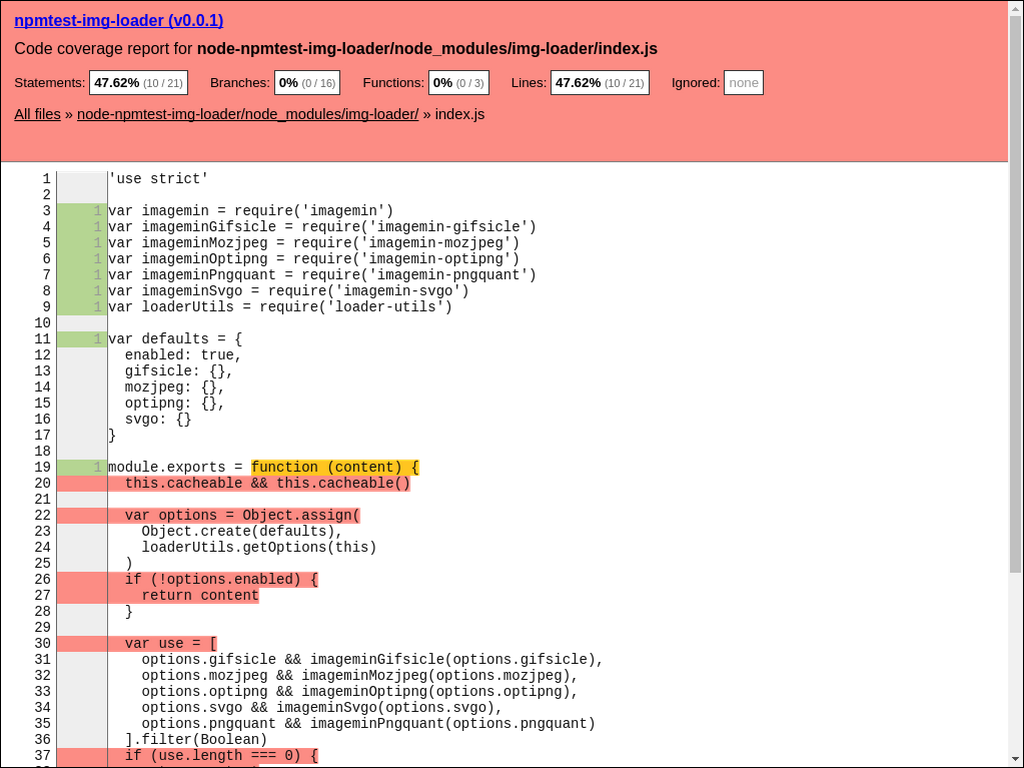 npmtest-img-loader (v0.0.1)
Code coverage report for node-npmtest-img-loader/node_modules/img-loader/index.js
Statements: 47.62% (10 / 21) Branches: 0% (0 / 16) Functions: 0% (0 / 3) Lines: 47.62% (10 / 21) Ignored: none
All files » node-npmtest-img-loader/node_modules/img-loader/ » index.js
1 'use strict'
2
3 1 var imagemin = require('imagemin')
4 1 var imageminGifsicle = require('imagemin-gifsicle')
5 1 var imageminMozjpeg = require('imagemin-mozjpeg')
6 1 var imageminOptipng = require('imagemin-optipng')
7 1 var imageminPngquant = require('imagemin-pngquant')
8 1 var imageminSvgo = require('imagemin-svgo')
9 1 var loaderUtils = require('loader-utils')
10
11 1 var defaults = {
12 enabled: true,
13 gifsicle: {},
14 mozjpeg: {},
15 optipng: {},
16 svgo: {}
17 }
18
19 1 module.exports = function (content) {
20 this.cacheable && this.cacheable()
21
22 var options = Object.assign(
23 Object.create(defaults),
24 loaderUtils.getOptions(this)
25 )
26 if (!options.enabled) {
27 return content
28 }
29
30 var use = [
31 options.gifsicle && imageminGifsicle(options.gifsicle),
32 options.mozjpeg && imageminMozjpeg(options.mozjpeg),
33 options.optipng && imageminOptipng(options.optipng),
34 options.svgo && imageminSvgo(options.svgo),
35 options.pngquant && imageminPngquant(options.pngquant)
36 ].filter(Boolean)
37 if (use.length === 0) {